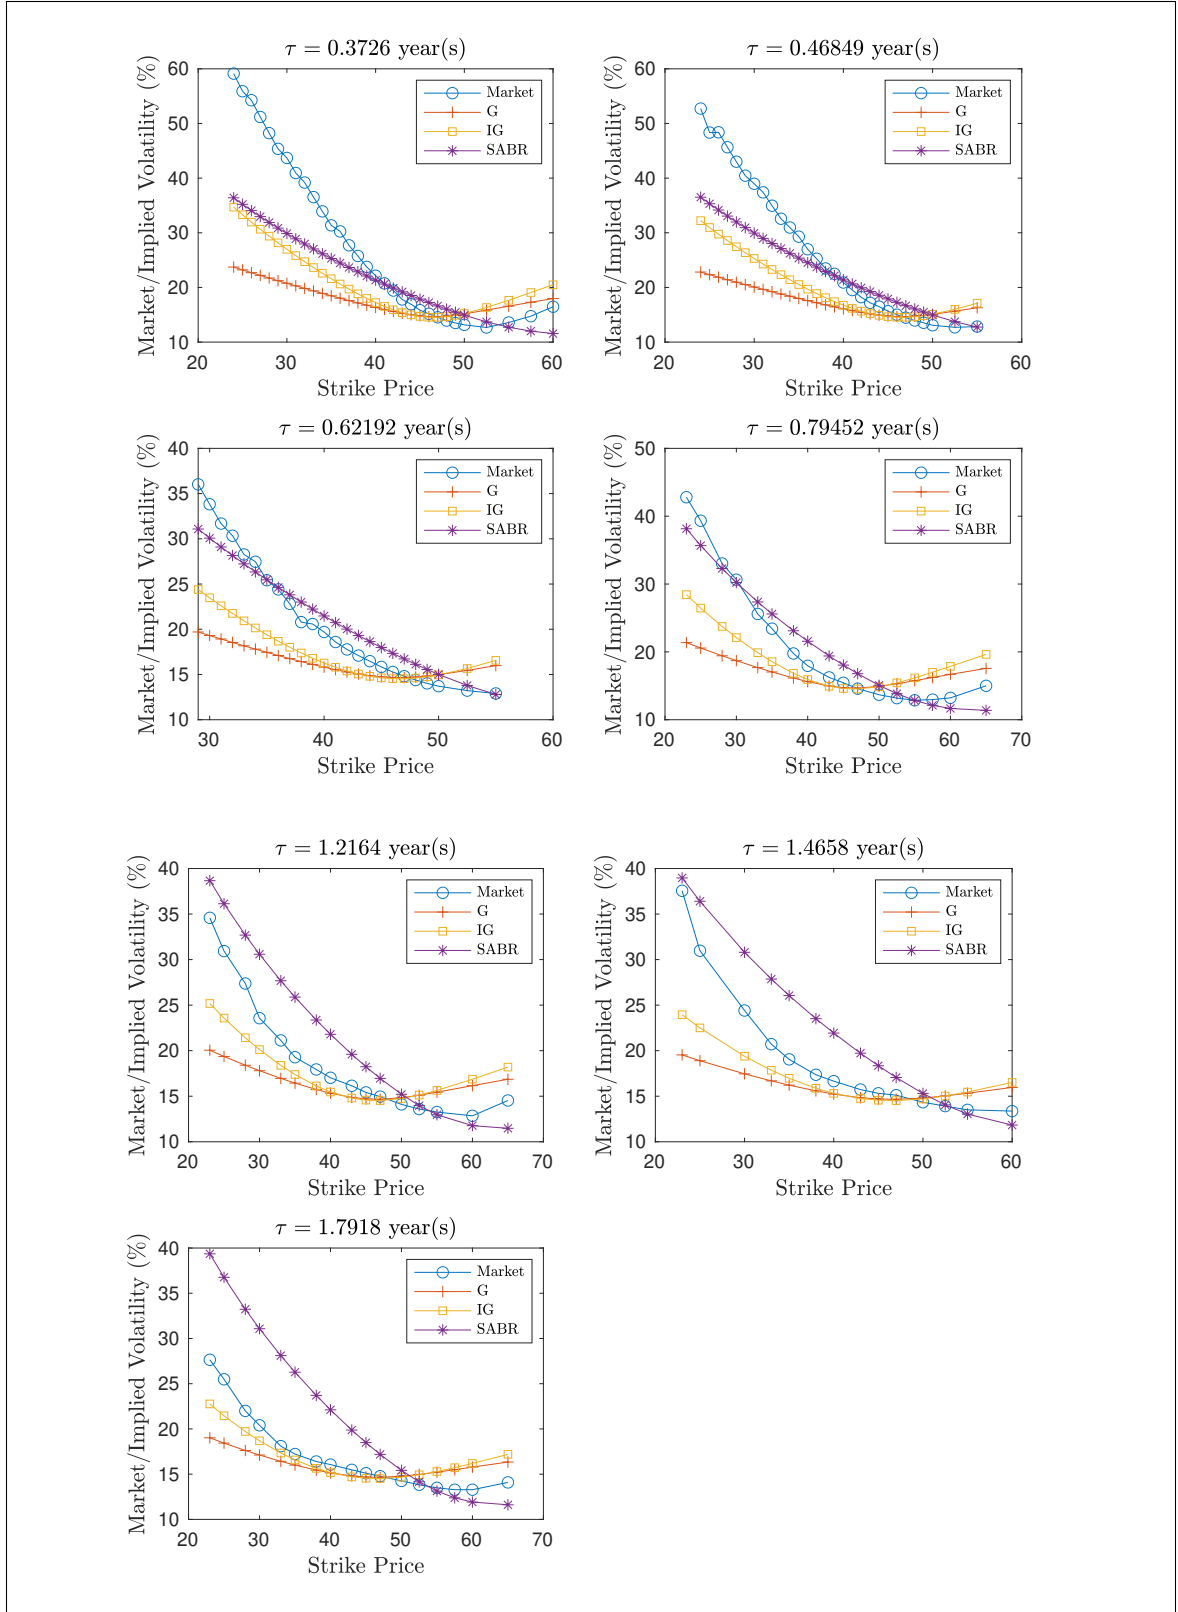 τ = 0.3726 year(s)
Market/Implied Volatility (%)
60
50
40
30
20
10
20 30 40 50 60
Strike Price
Market
G
IG
SABR
τ = 0.46849 year(s)
Market/Implied Volatility (%)
60
50
40
30
20
10
20 30 40 50 60
Strike Price
Market
G
IG
SABR
τ = 0.62192 year(s)
Market/Implied Volatility (%)
40
35
30
25
20
15
10
30 40 50 60
Strike Price
Market
G
IG
SABR
τ = 0.79452 year(s)
Market/Implied Volatility (%)
50
40
30
20
10
20 30 40 50 60 70
Strike Price
Market
G
IG
SABR
τ = 1.2164 year(s)
Market/Implied Volatility (%)
40
35
30
25
20
15
10
20 30 40 50 60 70
Strike Price
Market
G
IG
SABR
τ = 1.4658 year(s)
Market/Implied Volatility (%)
40
35
30
25
20
15
10
20 30 40 50 60
Strike Price
Market
G
IG
SABR
τ = 1.7918 year(s)
Market/Implied Volatility (%)
40
35
30
25
20
15
10
20 30 40 50 60 70
Strike Price
Market
G
IG
SABR